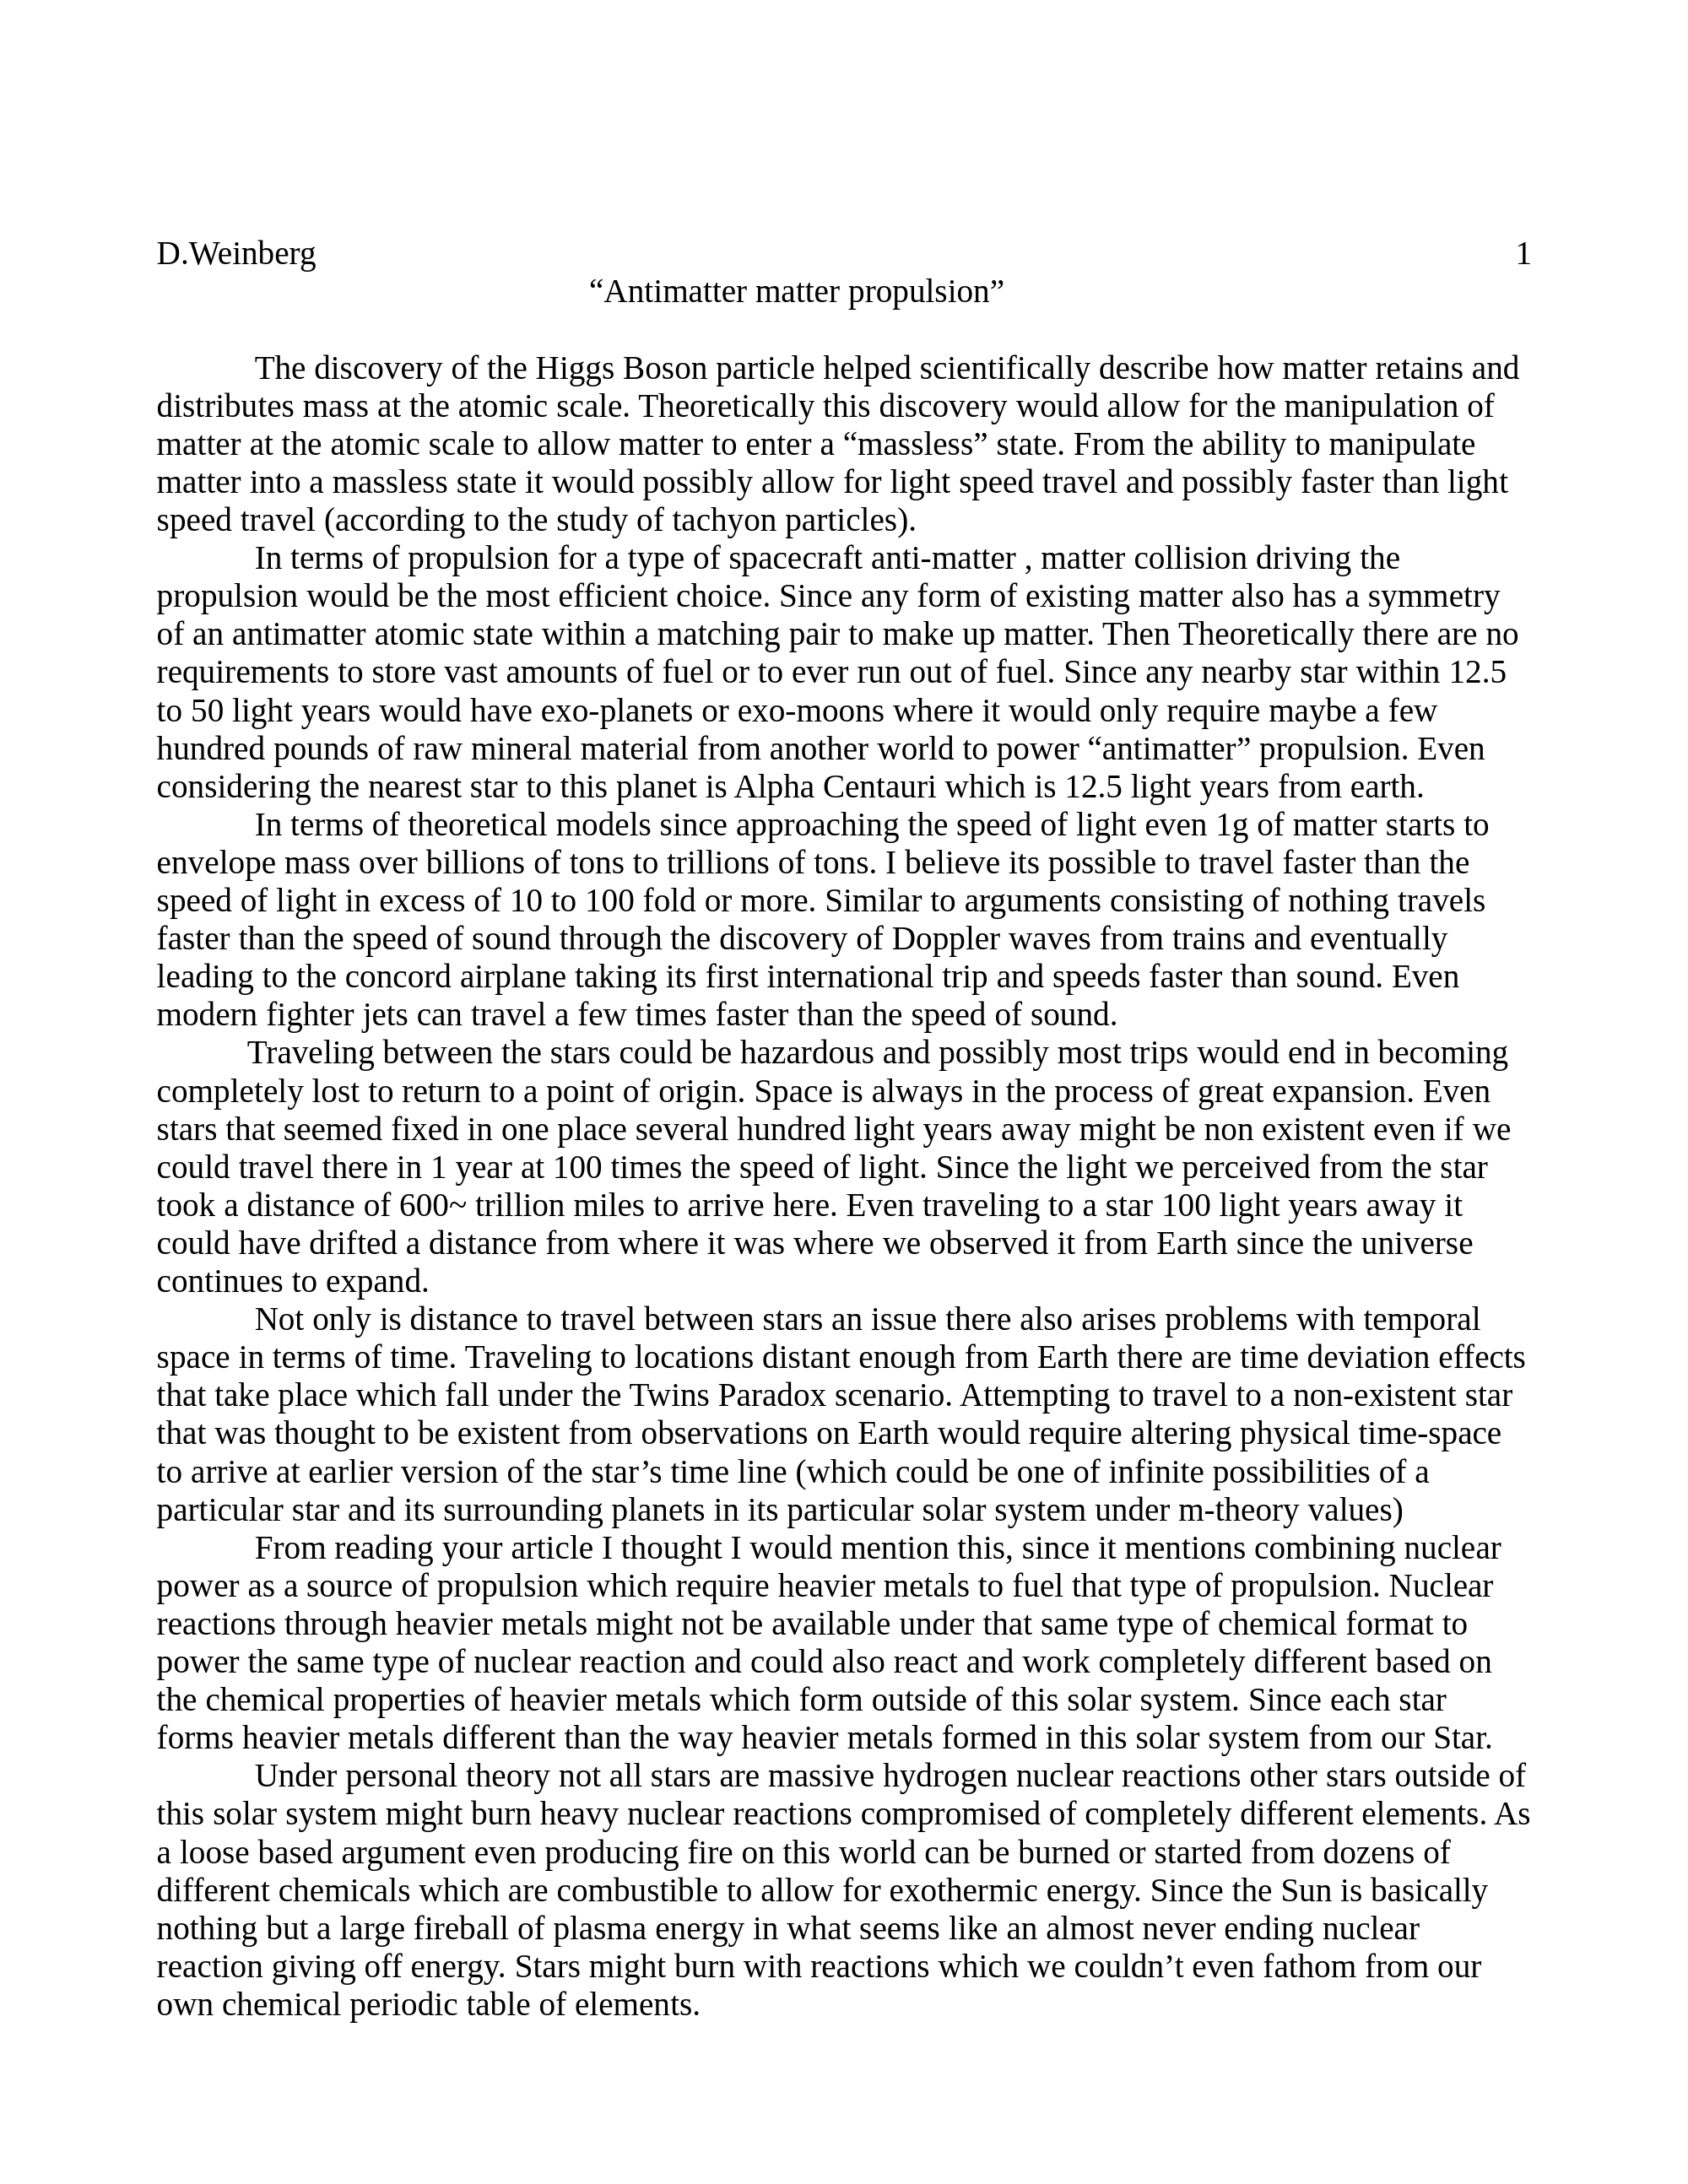 D.Weinberg 1
“Antimatter matter propulsion”
The discovery of the Higgs Boson particle helped scientifically describe how matter retains and
distributes mass at the atomic scale. Theoretically this discovery would allow for the manipulation of
matter at the atomic scale to allow matter to enter a “massless” state. From the ability to manipulate
matter into a massless state it would possibly allow for light speed travel and possibly faster than light
speed travel (according to the study of tachyon particles).
In terms of propulsion for a type of spacecraft anti-matter , matter collision driving the
propulsion would be the most efficient choice. Since any form of existing matter also has a symmetry
of an antimatter atomic state within a matching pair to make up matter. Then Theoretically there are no
requirements to store vast amounts of fuel or to ever run out of fuel. Since any nearby star within 12.5
to 50 light years would have exo-planets or exo-moons where it would only require maybe a few
hundred pounds of raw mineral material from another world to power “antimatter” propulsion. Even
considering the nearest star to this planet is Alpha Centauri which is 12.5 light years from earth.
In terms of theoretical models since approaching the speed of light even 1g of matter starts to
envelope mass over billions of tons to trillions of tons. I believe its possible to travel faster than the
speed of light in excess of 10 to 100 fold or more. Similar to arguments consisting of nothing travels
faster than the speed of sound through the discovery of Doppler waves from trains and eventually
leading to the concord airplane taking its first international trip and speeds faster than sound. Even
modern fighter jets can travel a few times faster than the speed of sound.
Traveling between the stars could be hazardous and possibly most trips would end in becoming
completely lost to return to a point of origin. Space is always in the process of great expansion. Even
stars that seemed fixed in one place several hundred light years away might be non existent even if we
could travel there in 1 year at 100 times the speed of light. Since the light we perceived from the star
took a distance of 600~ trillion miles to arrive here. Even traveling to a star 100 light years away it
could have drifted a distance from where it was where we observed it from Earth since the universe
continues to expand.
Not only is distance to travel between stars an issue there also arises problems with temporal
space in terms of time. Traveling to locations distant enough from Earth there are time deviation effects
that take place which fall under the Twins Paradox scenario. Attempting to travel to a non-existent star
that was thought to be existent from observations on Earth would require altering physical time-space
to arrive at earlier version of the star’s time line (which could be one of infinite possibilities of a
particular star and its surrounding planets in its particular solar system under m-theory values)
From reading your article I thought I would mention this, since it mentions combining nuclear
power as a source of propulsion which require heavier metals to fuel that type of propulsion. Nuclear
reactions through heavier metals might not be available under that same type of chemical format to
power the same type of nuclear reaction and could also react and work completely different based on
the chemical properties of heavier metals which form outside of this solar system. Since each star
forms heavier metals different than the way heavier metals formed in this solar system from our Star.
Under personal theory not all stars are massive hydrogen nuclear reactions other stars outside of
this solar system might burn heavy nuclear reactions compromised of completely different elements. As
a loose based argument even producing fire on this world can be burned or started from dozens of
different chemicals which are combustible to allow for exothermic energy. Since the Sun is basically
nothing but a large fireball of plasma energy in what seems like an almost never ending nuclear
reaction giving off energy. Stars might burn with reactions which we couldn’t even fathom from our
own chemical periodic table of elements.